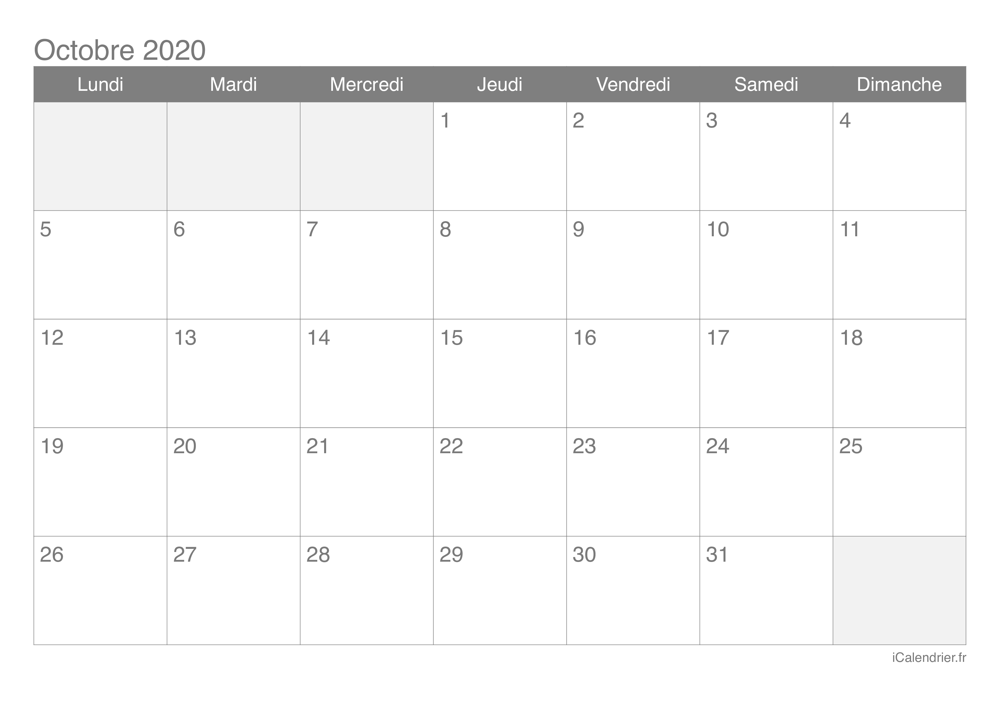 Octobre 2020
Lundi Mardi Mercredi Jeudi Vendredi Samedi Dimanche
1 2 3 4
5 6 7 8 9 10 11
12 13 14 15 16 17 18
19 20 21 22 23 24 25
26 27 28 29 30 31
iCalendrier.fr